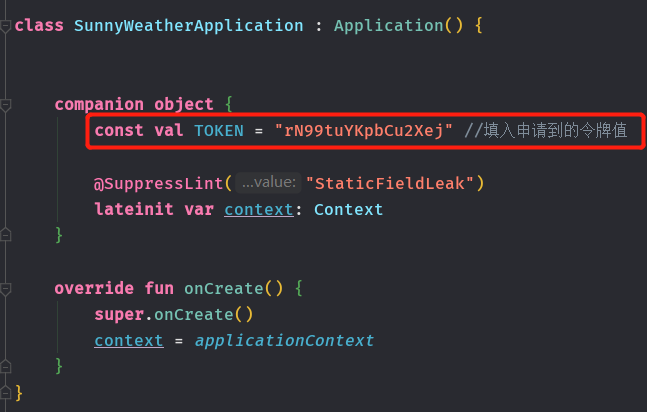 class SunnyWeatherApplication : Application() {
companion object {
const val TOKEN = "rN99tuYKpbCu2Xej" //填入申请到的令牌值
@SuppressLint( ...value: "StaticFieldLeak")
lateinit var context: Context
}
override fun onCreate() {
super.onCreate()
context = applicationContext
}
}